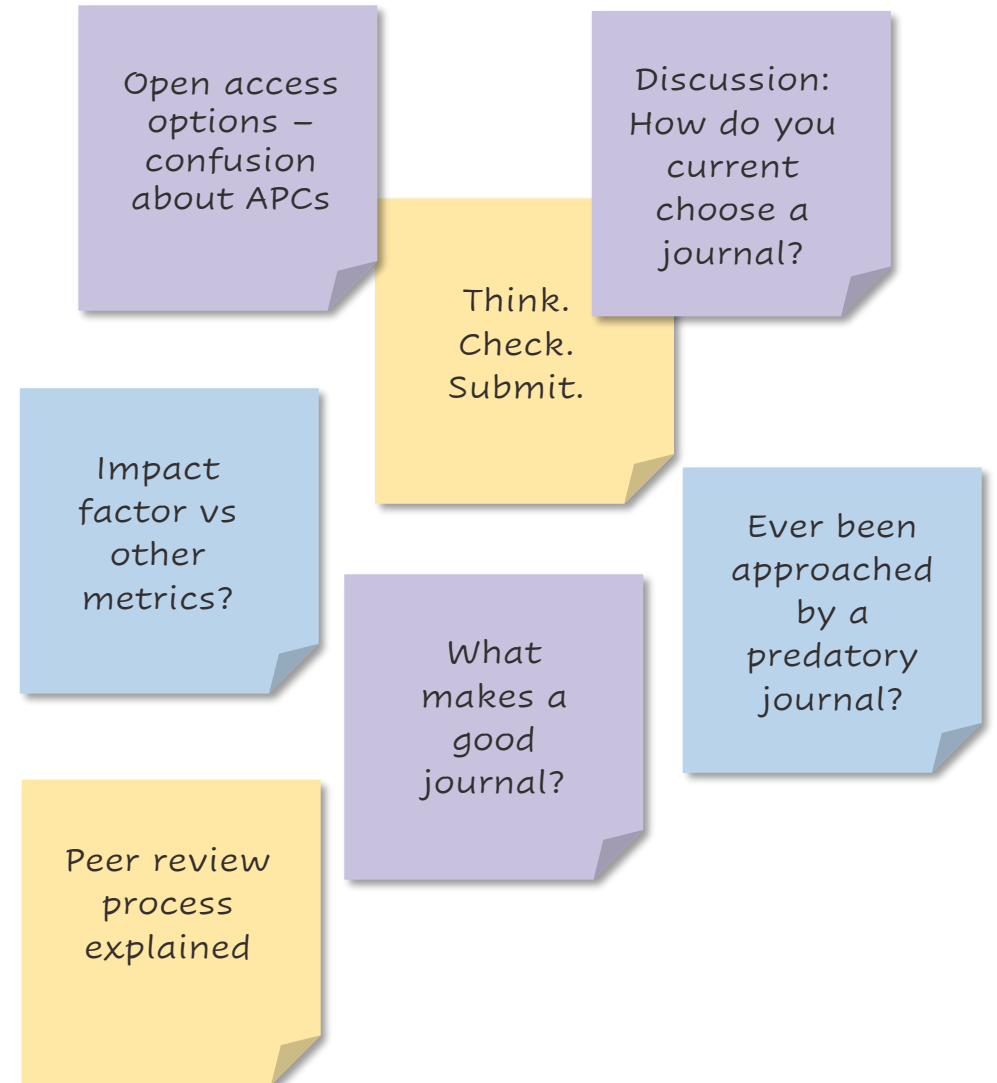 Open access
options –
confusion
about APCs
Discussion:
How do you
current
choose a
journal?
Think.
Check.
Submit.
Impact
factor vs
other
metrics?
Ever been
approached
by a
predatory
journal?
What
makes a
good
journal?
Peer review
process
explained